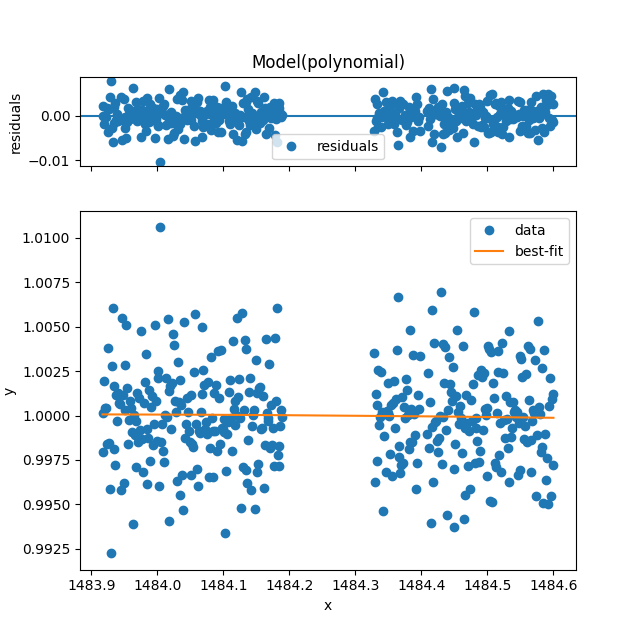 Model(polynomial)
residuals
0.00
−0.01
residuals
y
1.0100
1.0075
1.0050
1.0025
1.0000
0.9975
0.9950
0.9925
data
best-fit
1483.9 1484.0 1484.1 1484.2 1484.3 1484.4 1484.5 1484.6
x